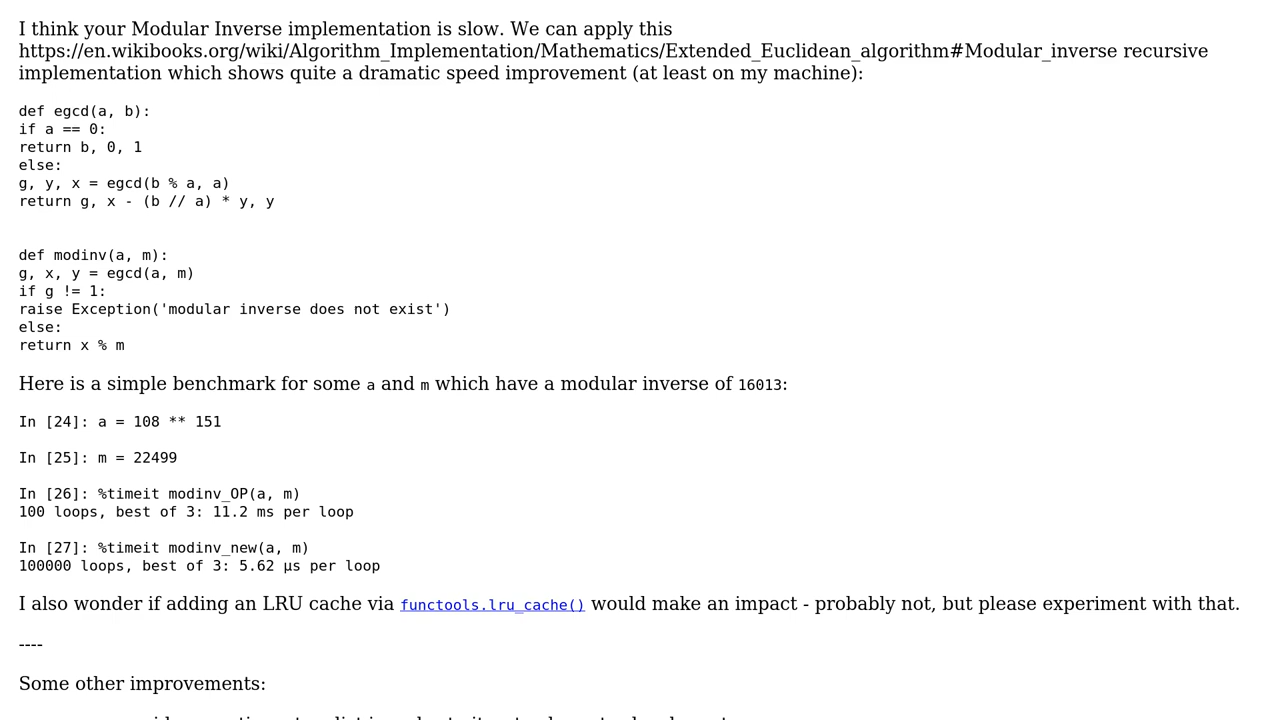 I think your Modular Inverse implementation is slow. We can apply this
https://en.wikibooks.org/wiki/Algorithm_Implementation/Mathematics/Extended_Euclidean_algorithm#Modular_inverse recursive
implementation which shows quite a dramatic speed improvement (at least on my machine):
def egcd(a, b):
if a == 0:
return b, 0, 1
else:
g, y, x = egcd(b % a, a)
return g, x - (b // a) * y, y
def modinv(a, m):
g, x, y = egcd(a, m)
if g != 1:
raise Exception('modular inverse does not exist')
else:
return x % m
Here is a simple benchmark for some a and m which have a modular inverse of 16013:
In [24]: a = 108 ** 151
In [25]: m = 22499
In [26]: %timeit modinv_OP(a, m)
100 loops, best of 3: 11.2 ms per loop
In [27]: %timeit modinv_new(a, m)
100000 loops, best of 3: 5.62 µs per loop
I also wonder if adding an LRU cache via functools.lru_cache() would make an impact - probably not, but please experiment with that.
----
Some other improvements: